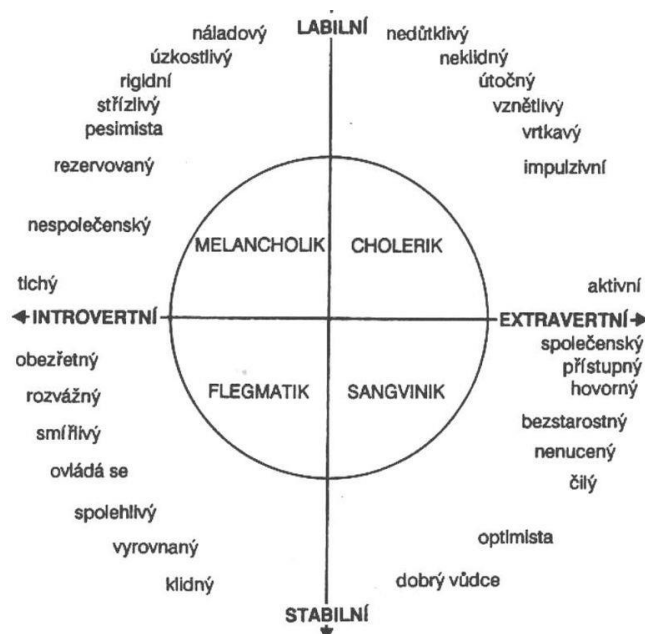 náladový
LABILNÍ
nedůtklivý
úzkostlivý
neklidný
rigidní
útočný
střízlivý
vznětlivý
pesimista
vrtkavý
rezervovaný
impulzivní
nespolečenský
MELANCHOLIK
CHOLERIK
tichý
aktivní
INTROVERTNÍ
EXTRAVERTNÍ
společenský
obezřetný
přístupný
FLEGMATIK
SANGVINIK
hovorný
rozvážný
bezstarostný
smířlivý
nenucený
ovládá se
čilý
spolehlivý
optimista
vyrovnaný
klidný
dobrý vůdce
STABILNÍ